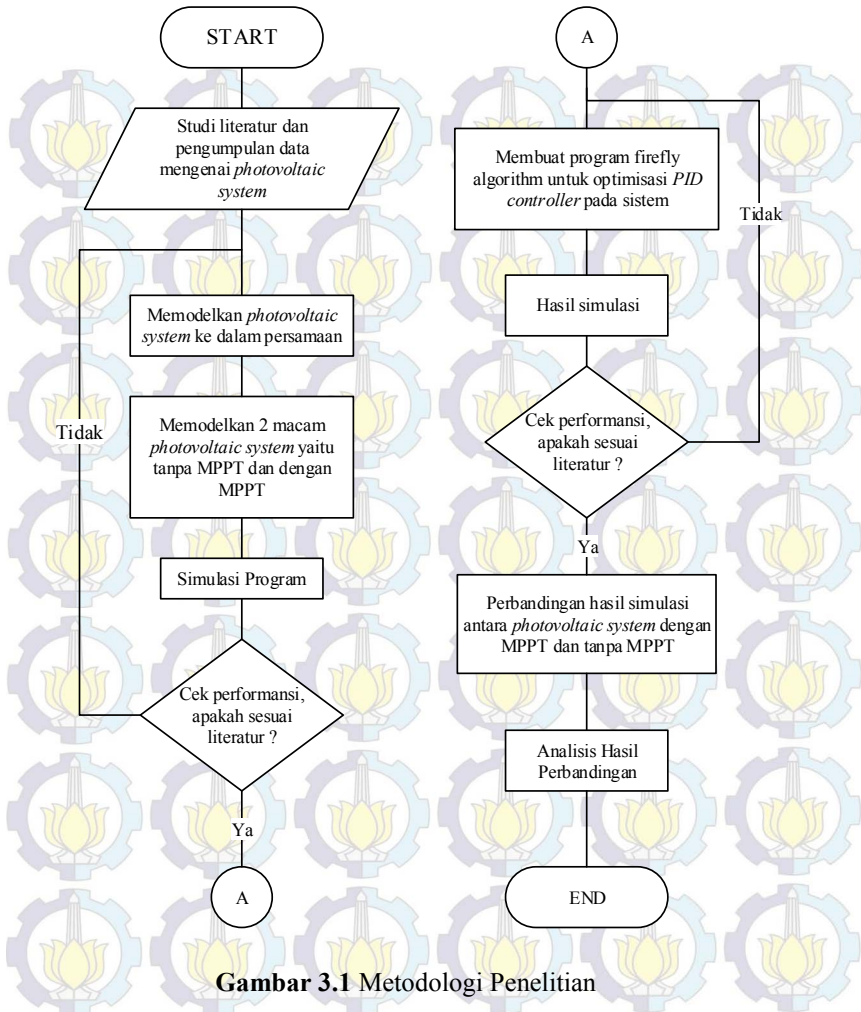 START
Studi literatur dan
pengumpulan data
mengenai photovoltaic
system
Memodelkan photovoltaic
system ke dalam persamaan
Memodelkan 2 macam
photovoltaic system yaitu
tanpa MPPT dan dengan
MPPT
Tidak
Simulasi Program
Cek performansi,
apakah sesuai
literatur ?
Ya
A
A
Membuat program firefly
algorithm untuk optimisasi PID
controller pada sistem
Tidak
Hasil simulasi
Cek performansi,
apakah sesuai
literatur ?
Ya
Perbandingan hasil simulasi
antara photovoltaic system dengan
MPPT dan tanpa MPPT
Analisis Hasil
Perbandingan
END
Gambar 3.1 Metodologi Penelitian